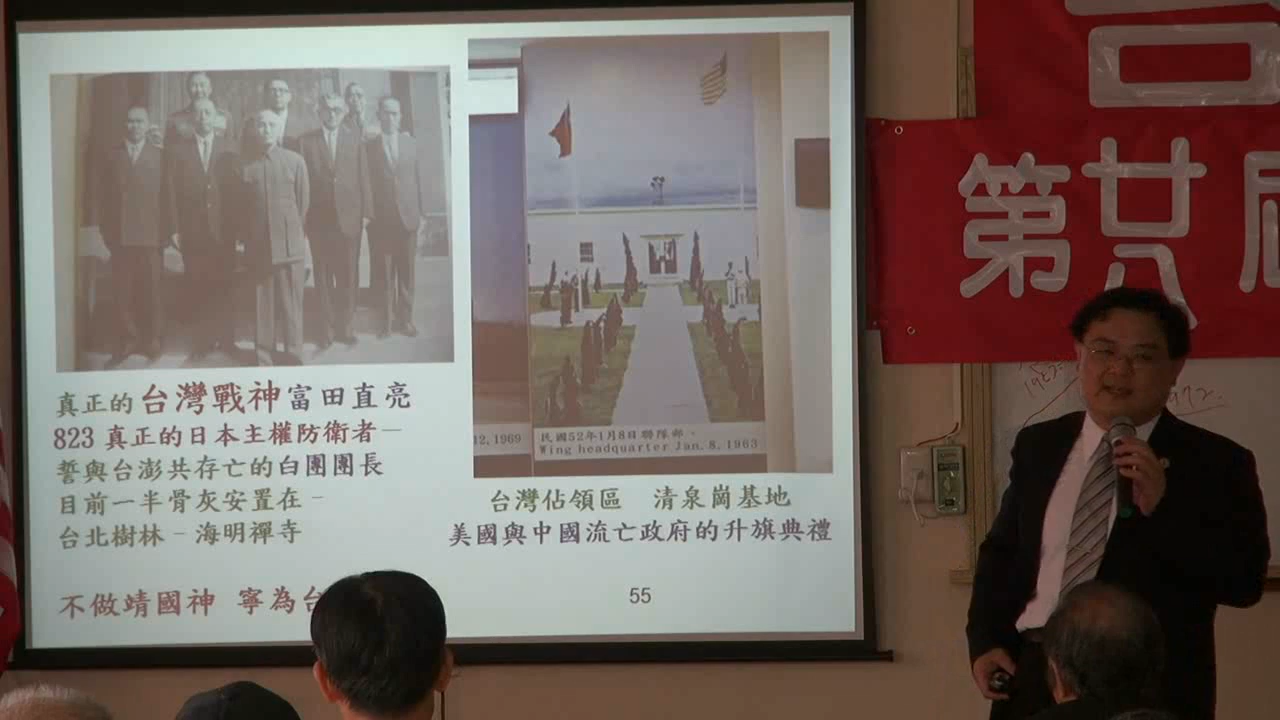 真正的台灣戰神富田直亮
823 真正的日本主權防衛者—
誓與台澎共存亡的白團團長
目前一半骨灰安置在–
台北樹林–海明禪寺
不做靖國神 寧為台
12,1969
民國52年1月8日聯隊部、
Wing headquarter Jan. 8, 1963
台灣佔領區 清泉崗基地
美國與中國流亡政府的升旗典禮
55
第廿八屆
1972.